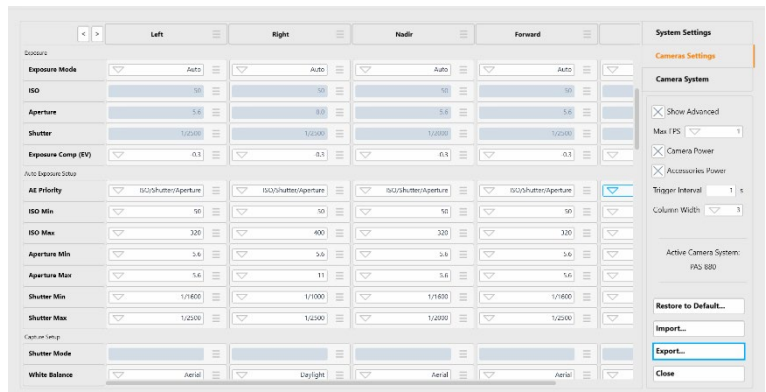 < > Left Right Nadir Forward
Exposure
Exposure Mode Auto Auto Auto Auto
ISO 50 50 50 50
Aperture 5.6 8.0 5.6 5.6
Shutter 1/2500 1/2500 1/2000 1/2500
Exposure Comp (EV) -0.3 -0.3 -0.3 -0.3
Auto Exposure Setup
AE Priority ISO/Shutter/Aperture ISO/Shutter/Aperture ISO/Shutter/Aperture ISO/Shutter/Aperture
ISO Min 50 50 50 50
ISO Max 320 400 320 320
Aperture Min 5.6 5.6 5.6 5.6
Aperture Max 5.6 11 5.6 5.6
Shutter Min 1/1600 1/1000 1/1600 1/1600
Shutter Max 1/2500 1/2500 1/2000 1/2500
Capture Setup
Shutter Mode
White Balance Aerial Daylight Aerial Aerial
System Settings
Cameras Settings
Camera System
Show Advanced
Max FPS 1
Camera Power
Accessories Power
Trigger Interval 1 s
Column Width 3
Active Camera System:
PAS 880
Restore to Default...
Import...
Export...
Close